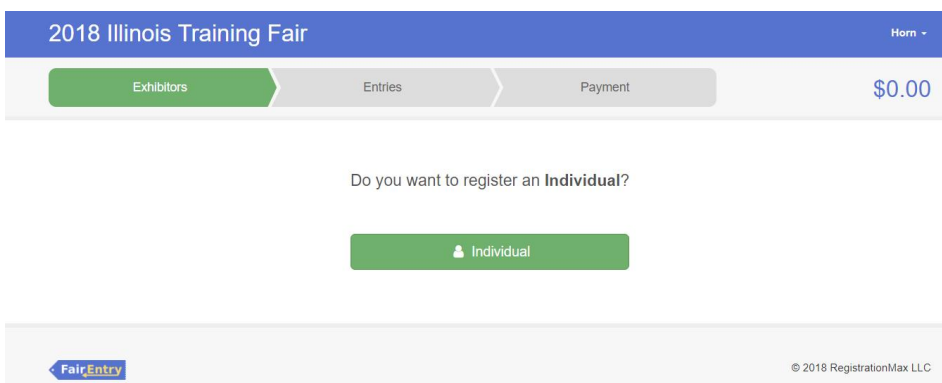 2018 Illinois Training Fair
Horn
Exhibitors
Entries
Payment
$0.00
Do you want to register an Individual?
Individual
FairEntry
© 2018 RegistrationMax LLC